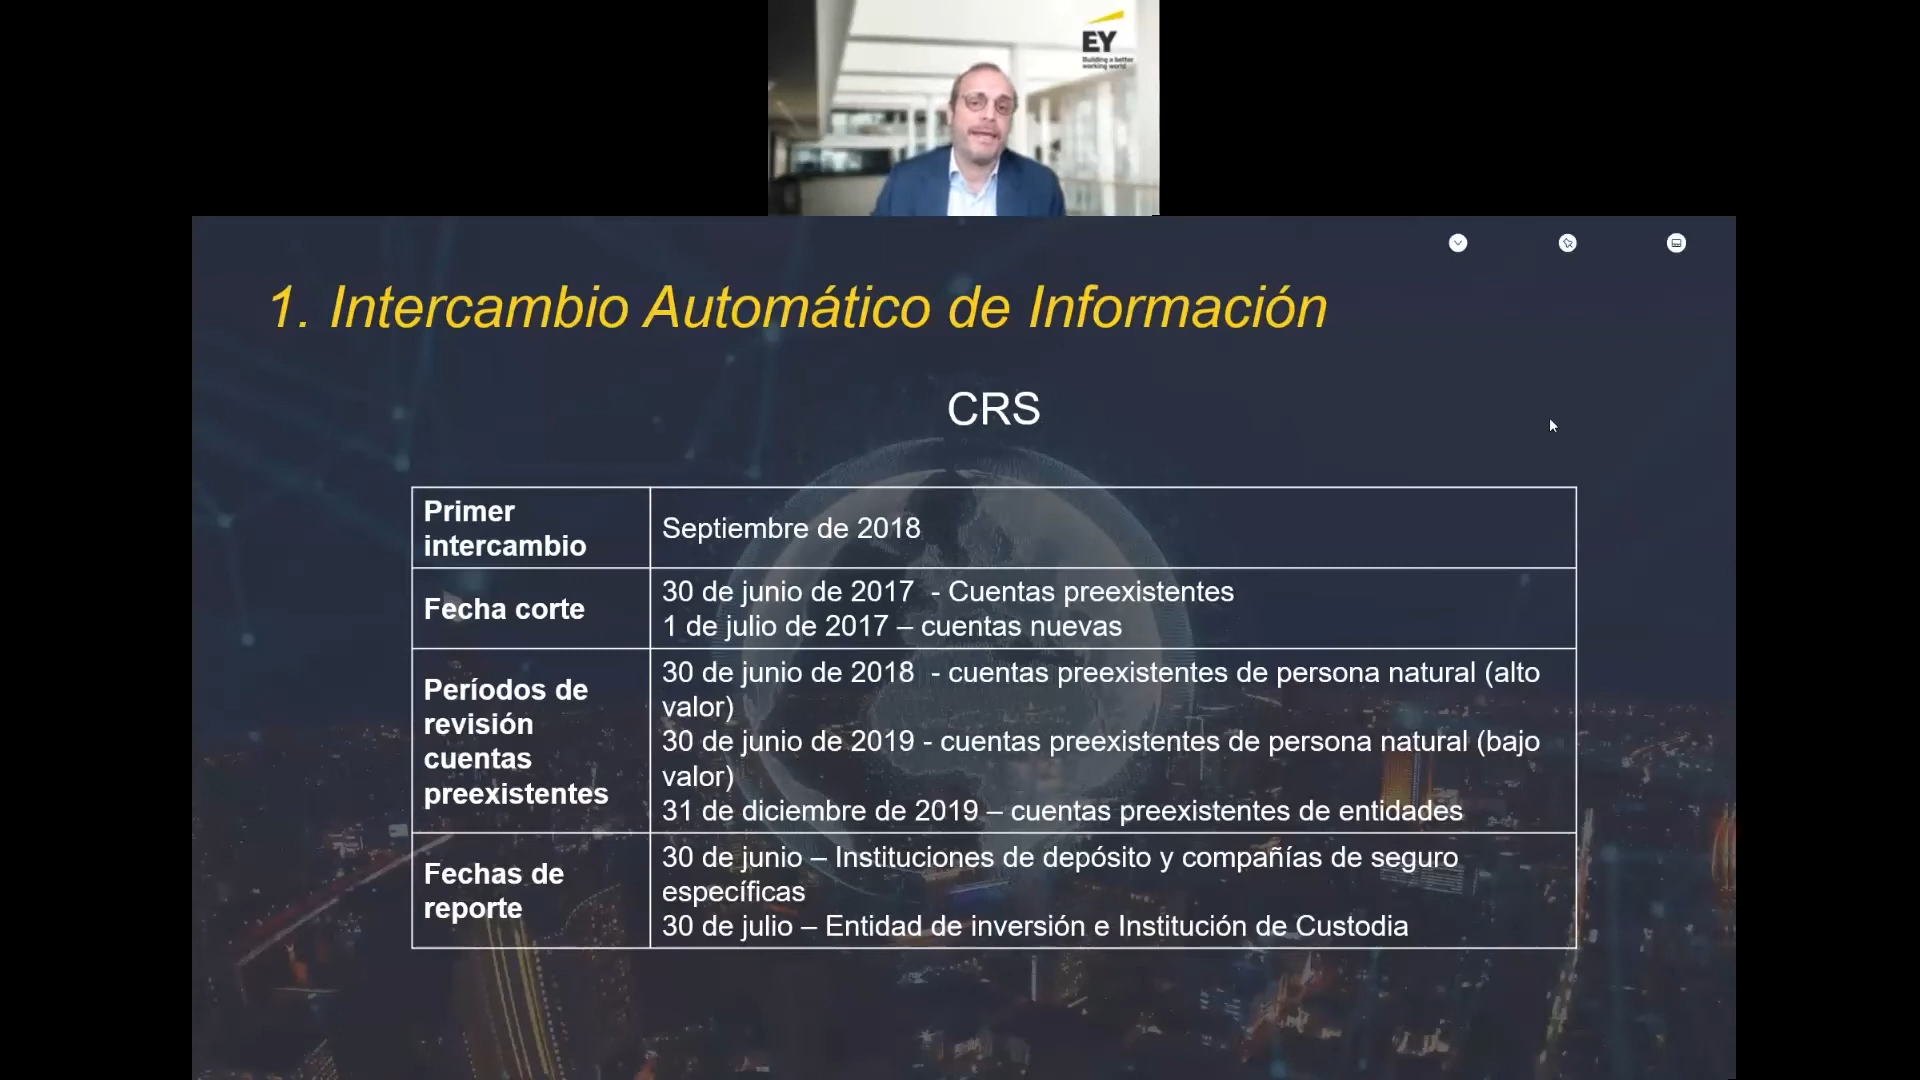 EY
Building a better
working world
1. Intercambio Automático de Información
CRS
Primer
intercambio
Septiembre de 2018
Fecha corte
30 de junio de 2017 - Cuentas preexistentes
1 de julio de 2017 – cuentas nuevas
Períodos de
revisión
cuentas
preexistentes
30 de junio de 2018 - cuentas preexistentes de persona natural (alto
valor)
30 de junio de 2019 - cuentas preexistentes de persona natural (bajo
valor)
31 de diciembre de 2019 – cuentas preexistentes de entidades
Fechas de
reporte
30 de junio – Instituciones de depósito y compañías de seguro
específicas
30 de julio – Entidad de inversión e Institución de Custodia